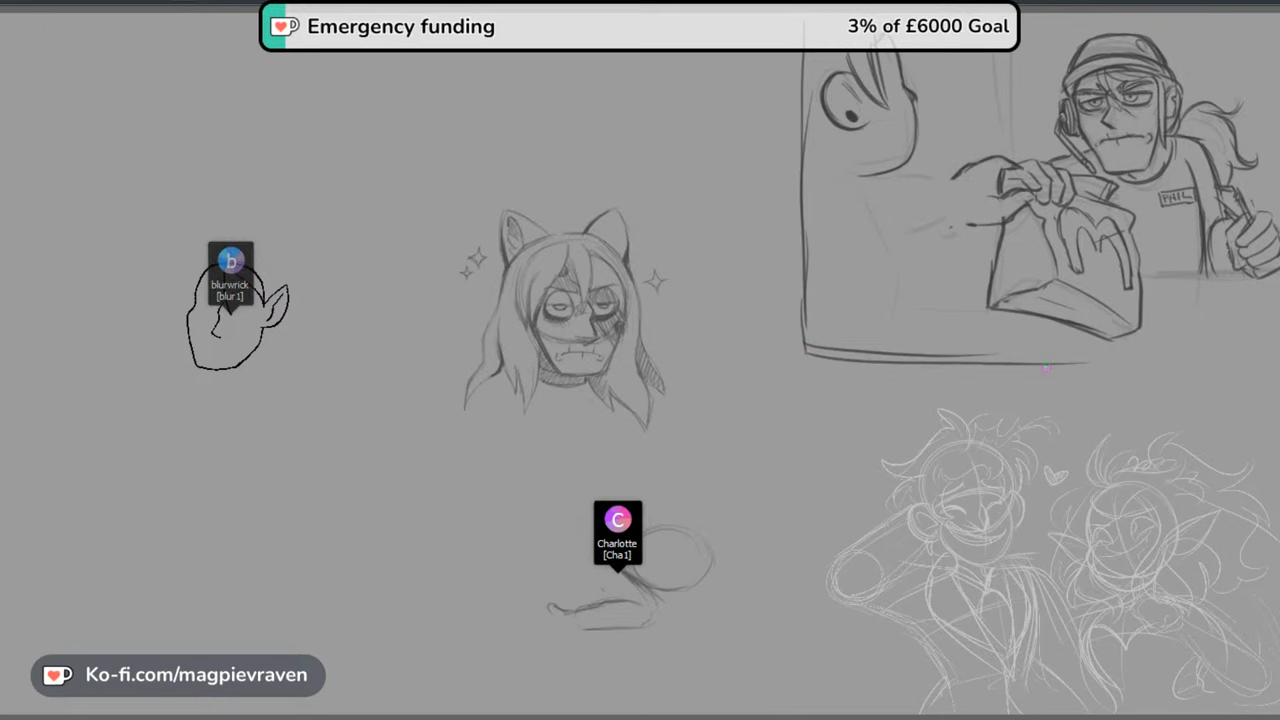 Emergency funding
3% of £6000 Goal
PHIL
blurwrick
[blur1]
Charlotte
[Cha1]
Ko-fi.com/magpievraven